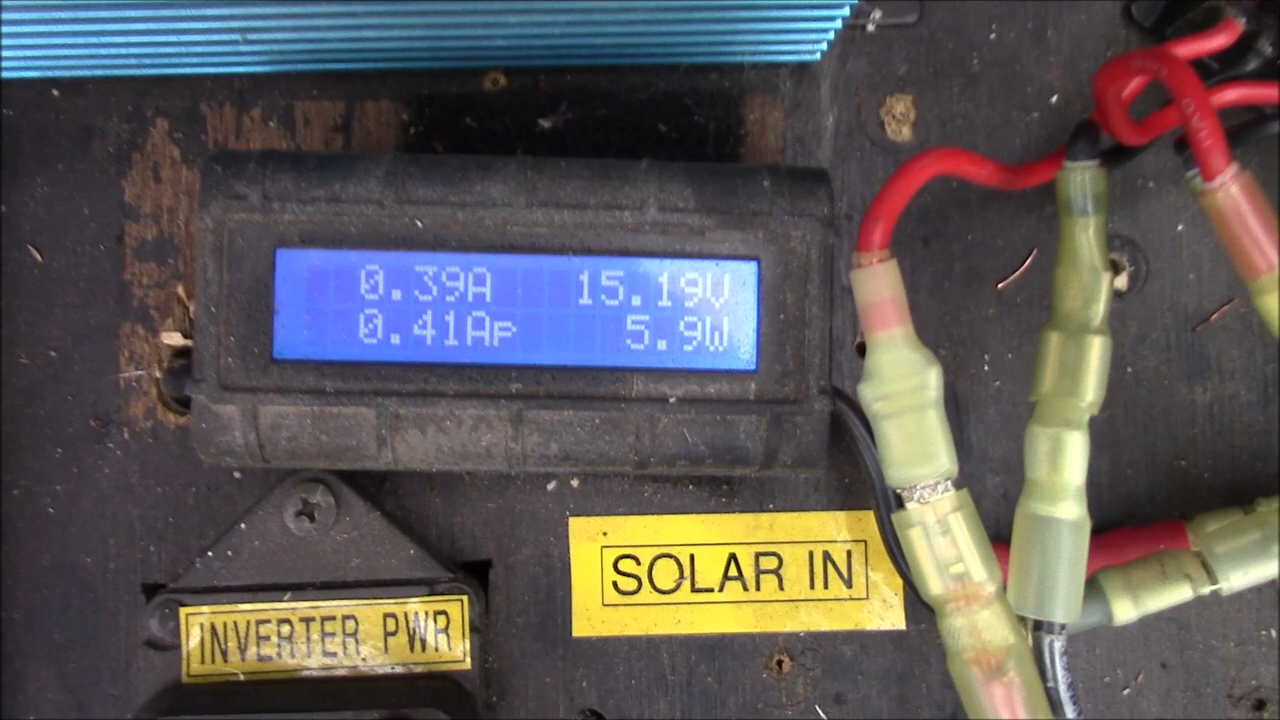 0.39A 15.19V
0.41Ap 5.9W
SOLAR IN
INVERTER PWR